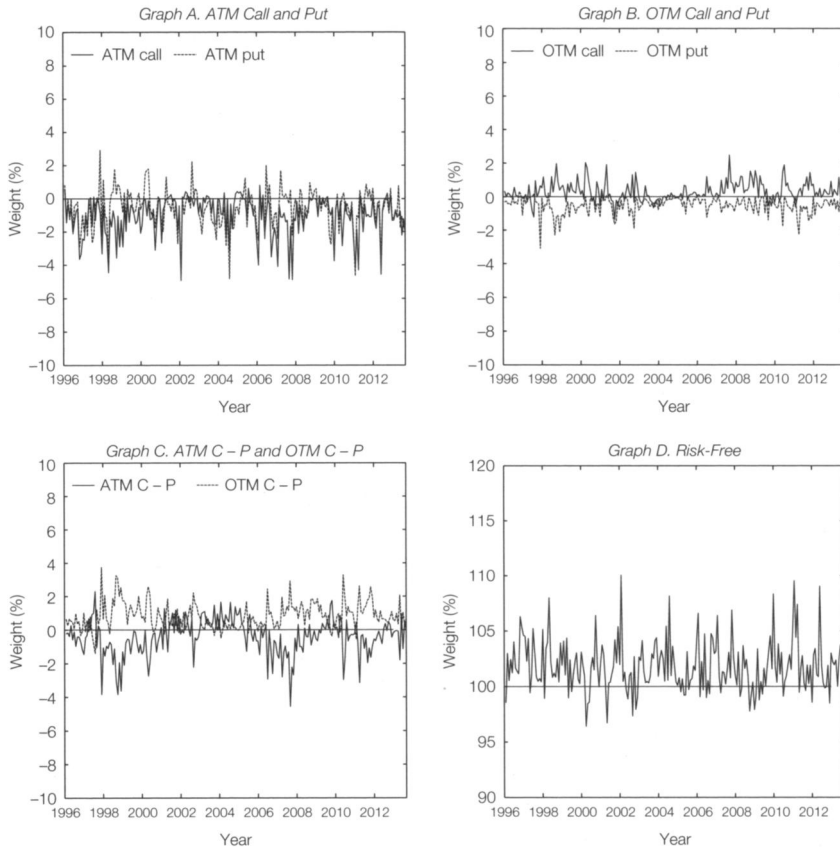 Graph A. ATM Call and Put
10
8
6
4
2
0
−2
−4
−6
−8
−10
Weight (%)
ATM call ATM put
1996 1998 2000 2002 2004 2006 2008 2010 2012
Year
Graph B. OTM Call and Put
10
8
6
4
2
0
−2
−4
−6
−8
−10
Weight (%)
OTM call OTM put
1996 1998 2000 2002 2004 2006 2008 2010 2012
Year
Graph C. ATM C – P and OTM C – P
10
8
6
4
2
0
−2
−4
−6
−8
−10
Weight (%)
ATM C – P OTM C – P
1996 1998 2000 2002 2004 2006 2008 2010 2012
Year
Graph D. Risk-Free
120
115
110
105
100
95
90
Weight (%)
1996 1998 2000 2002 2004 2006 2008 2010 2012
Year